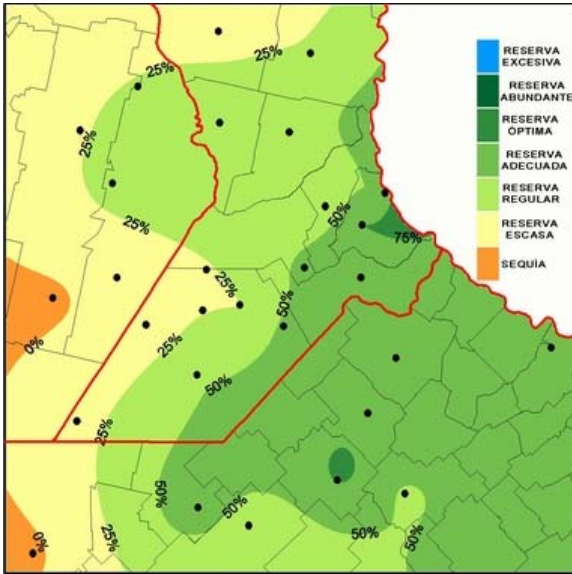 25%
25%
RESERVA
EXCESIVA
RESERVA
ABUNDANTE
RESERVA
ÓPTIMA
RESERVA
ADECUADA
RESERVA
REGULAR
RESERVA
ESCASA
SEQUÌA
25%
50%
25%
75%
25%
50%
0%
25%
50%
25%
50%
50%
50%
50%
25%
0%